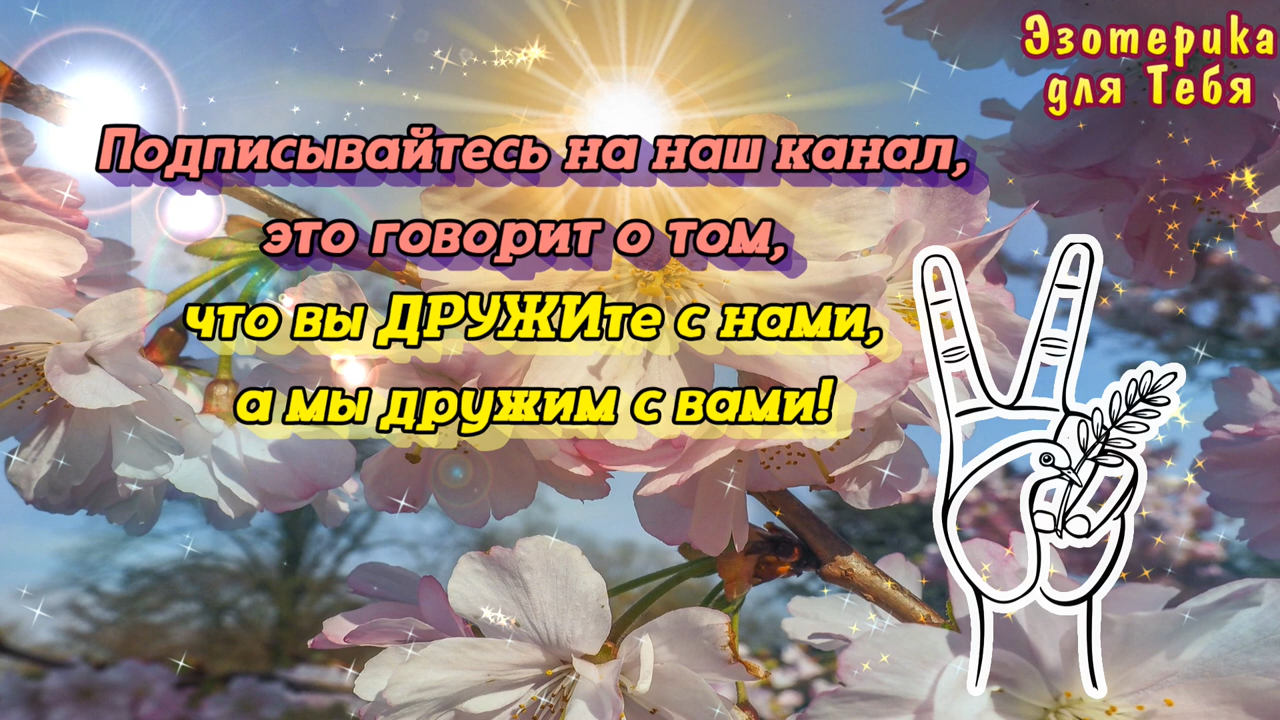 Эзотерика
для Тебя
Подписывайтесь на наш канал,
это говорит о том,
что вы ДРУЖИте с нами,
а мы дружим с вами!